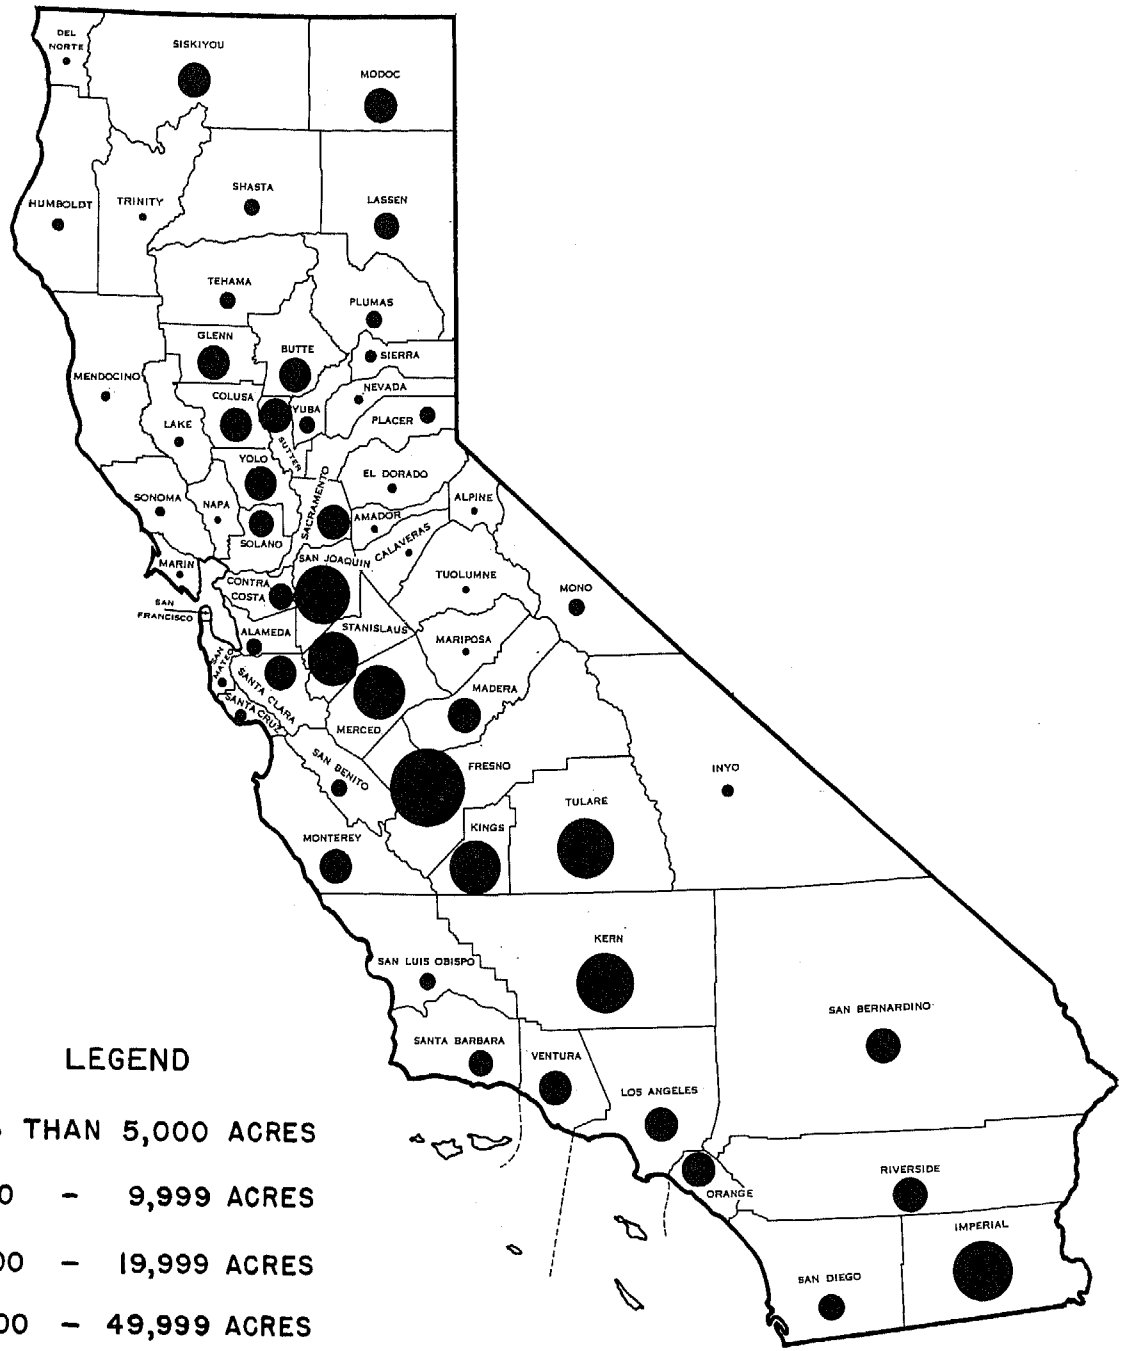 DEL
NORTE
SISKIYOU
MODOC
HUMBOLDT
TRINITY
SHASTA
LASSEN
TEHAMA
PLUMAS
GLENN
BUTTE
SIERRA
MENDOCINO
COLUSA
YUBA
NEVADA
LAKE
PLACER
SUTTER
YOLO
EL DORADO
SONOMA
NAPA
SACRAMENTO
ALPINE
SOLANO
AMADOR
CALAVERAS
MARIN
SAN JOAQUIN
CONTRA
COSTA
TUOLUMNE
MONO
SAN
FRANCISCO
ALAMEDA
STANISLAUS
MARIPOSA
SAN
MATEO
SANTA CLARA
MADERA
SANTA CRUZ
MERCED
SAN BENITO
FRESNO
INYO
TULARE
MONTEREY
KINGS
KERN
SAN LUIS OBISPO
SAN BERNARDINO
SANTA BARBARA
VENTURA
LOS ANGELES
RIVERSIDE
ORANGE
IMPERIAL
SAN DIEGO
LEGEND
THAN 5,000 ACRES
0 - 9,999 ACRES
00 - 19,999 ACRES
00 - 49,999 ACRES